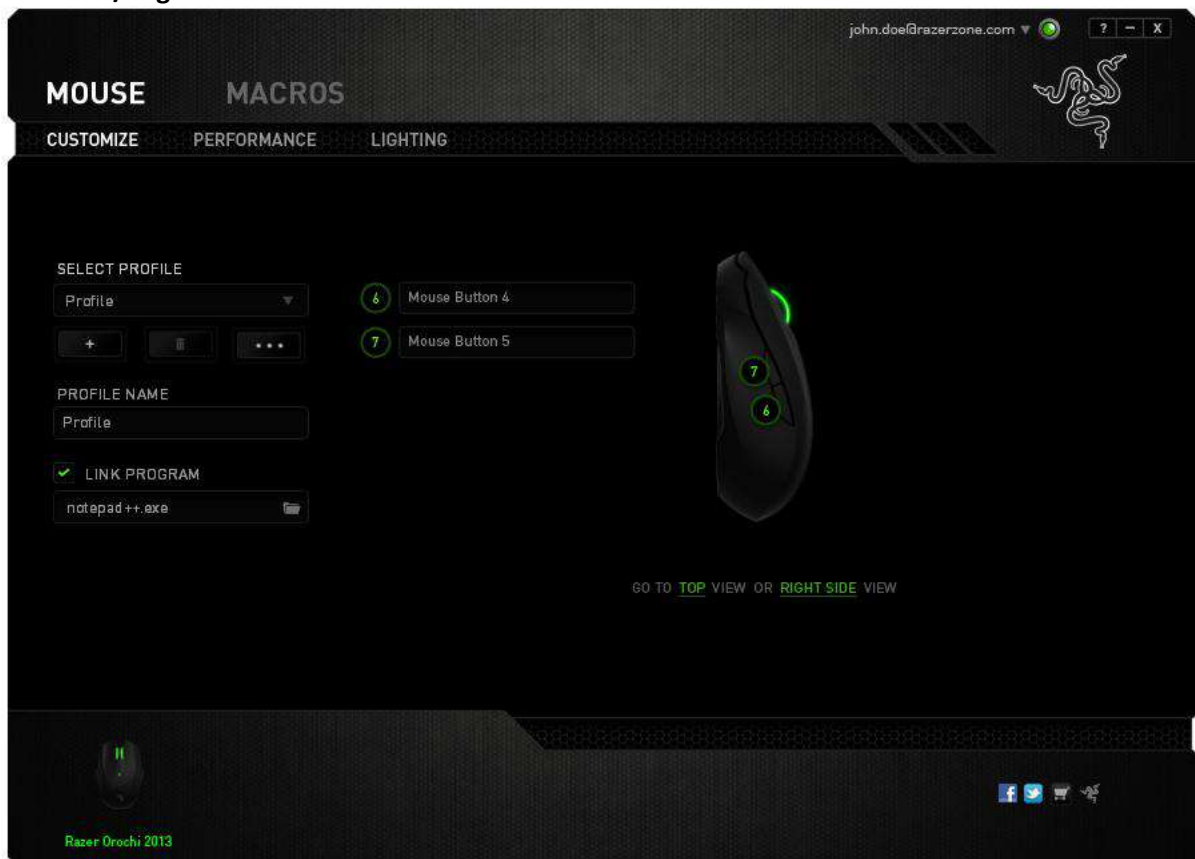 john.doe@razerzone.com
? – X
MOUSE MACROS
CUSTOMIZE PERFORMANCE LIGHTING
SELECT PROFILE
Profile
+ •••
PROFILE NAME
Profile
LINK PROGRAM
notepad++.exe
6 Mouse Button 4
7 Mouse Button 5
7
6
GO TO TOP VIEW OR RIGHT SIDE VIEW
Razer Orochi 2013